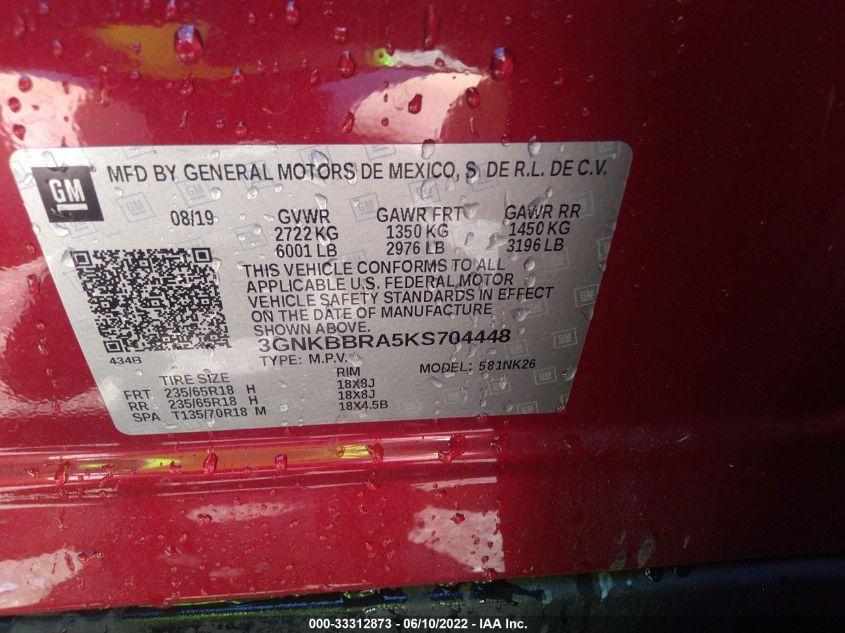 GM
MFD BY GENERAL MOTORS DE MEXICO, S. DE R.L. DE C.V.
08/19 GVWR GAWR FRT GAWR RR
2722 KG 1350 KG 1450 KG
6001 LB 2976 LB 3196 LB
THIS VEHICLE CONFORMS TO ALL
APPLICABLE U.S. FEDERAL MOTOR
VEHICLE SAFETY STANDARDS IN EFFECT
ON THE DATE OF MANUFACTURE
SHOWN ABOVE.
434B
3GNKBBRA5KS704448
TYPE: M.P.V. MODEL: 581NK26
TIRE SIZE RIM
FRT 235/65R18 H 18X8J
RR 235/65R18 H 18X8J
SPA T135/70R18 M 18X4.5B
000-33312873 - 06/10/2022 - IAA Inc.